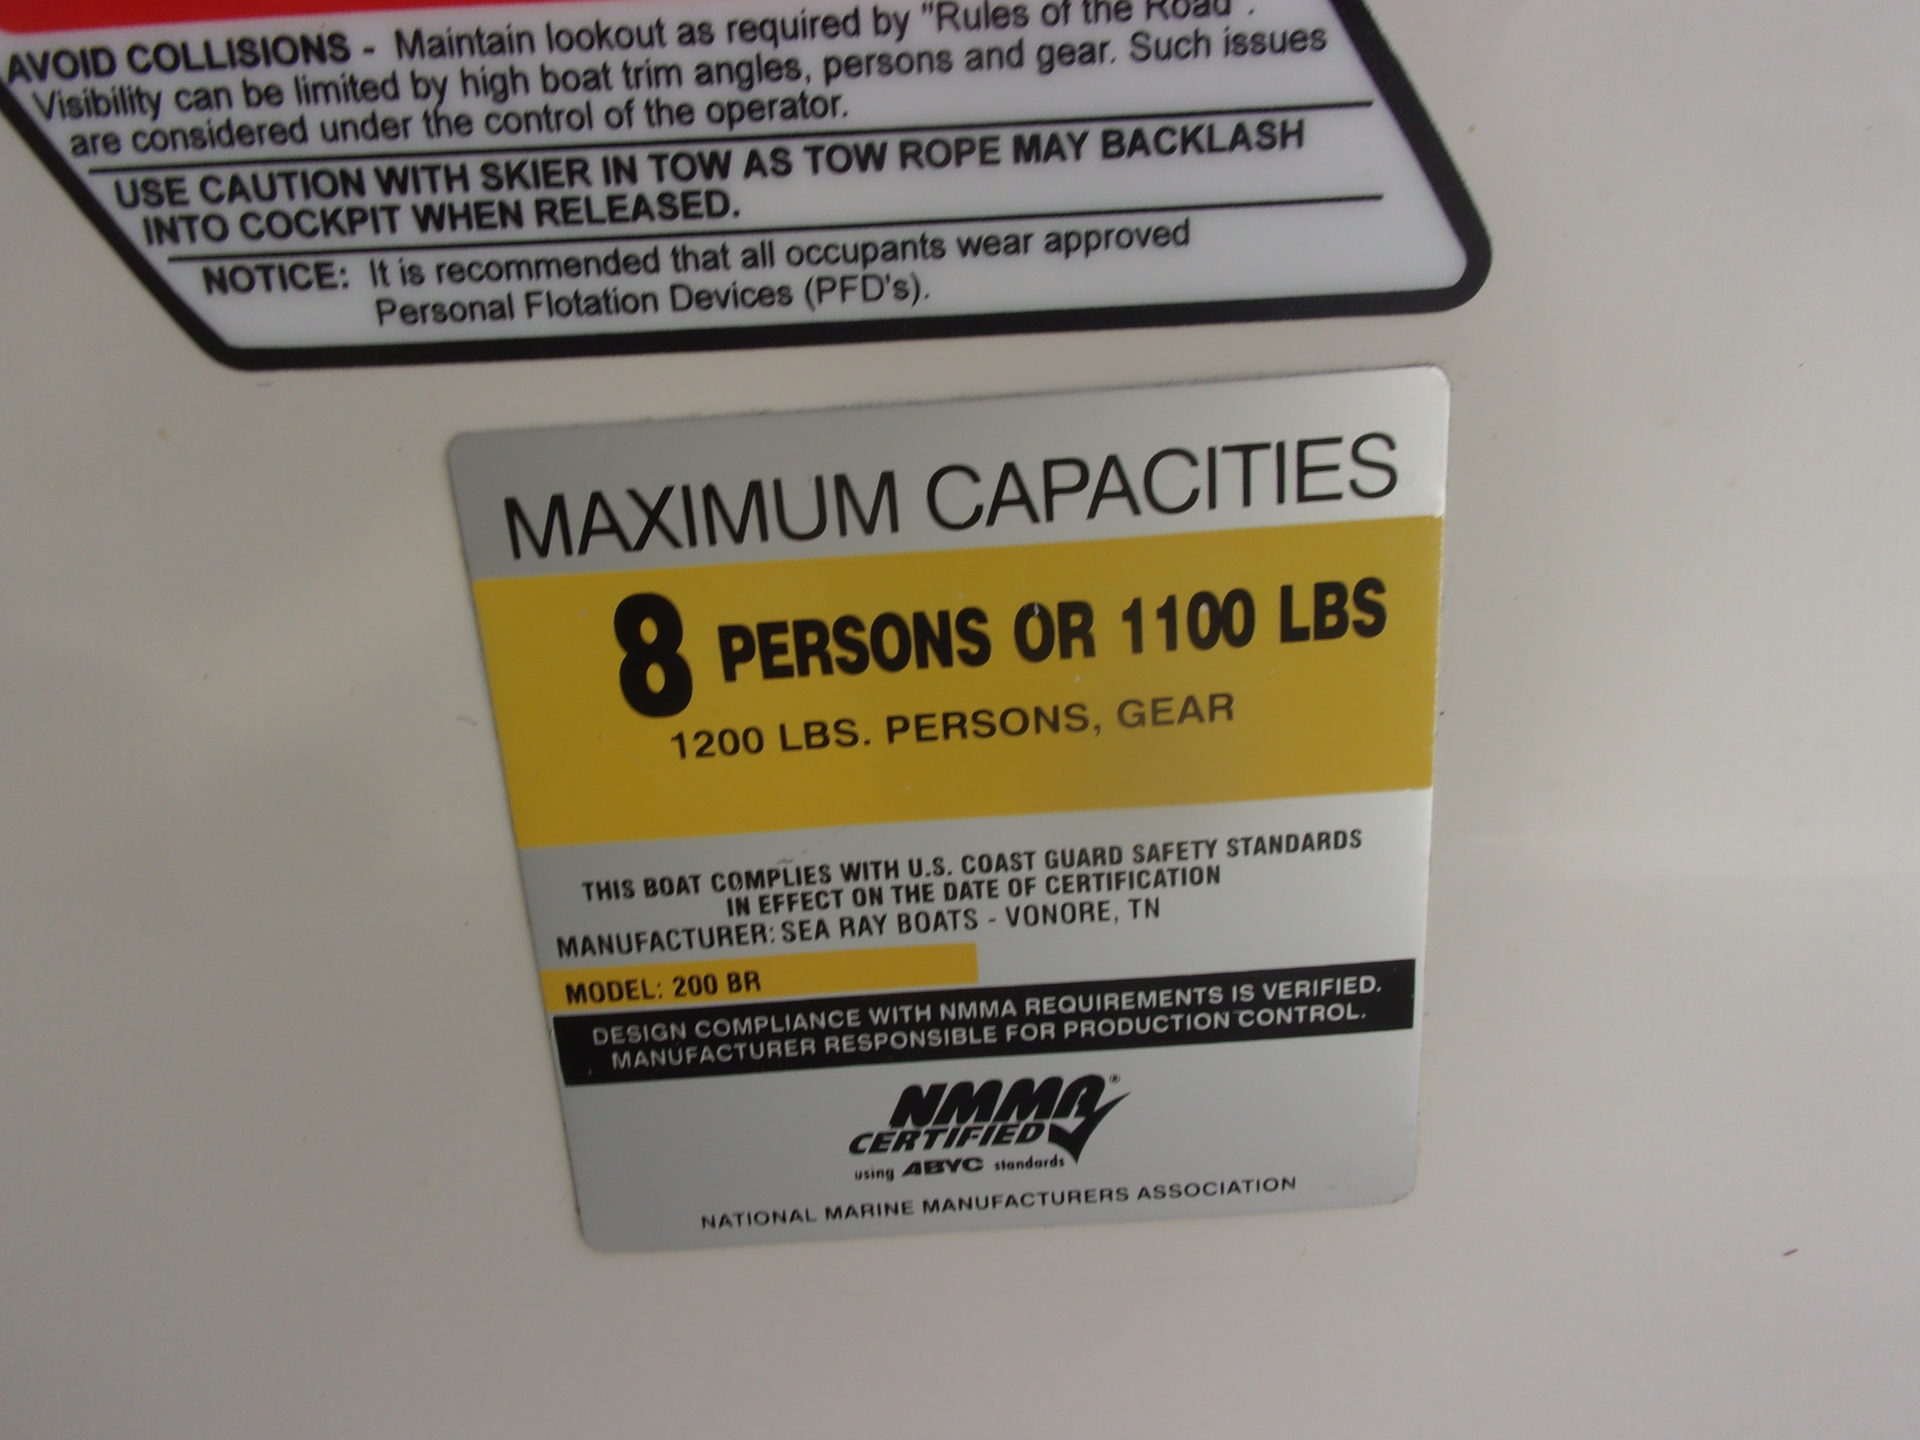 AVOID COLLISIONS - Maintain lookout as required by "Rules of the Road".
Visibility can be limited by high boat trim angles, persons and gear. Such issues
are considered under the control of the operator.
USE CAUTION WITH SKIER IN TOW AS TOW ROPE MAY BACKLASH
INTO COCKPIT WHEN RELEASED.
NOTICE: It is recommended that all occupants wear approved
Personal Flotation Devices (PFD's).
MAXIMUM CAPACITIES
8 PERSONS OR 1100 LBS
1200 LBS. PERSONS, GEAR
THIS BOAT COMPLIES WITH U.S. COAST GUARD SAFETY STANDARDS
IN EFFECT ON THE DATE OF CERTIFICATION
MANUFACTURER: SEA RAY BOATS - VONORE, TN
MODEL: 200 BR
DESIGN COMPLIANCE WITH NMMA REQUIREMENTS IS VERIFIED.
MANUFACTURER RESPONSIBLE FOR PRODUCTION CONTROL.
NMMA®
CERTIFIED
using ABYC standards
NATIONAL MARINE MANUFACTURERS ASSOCIATION